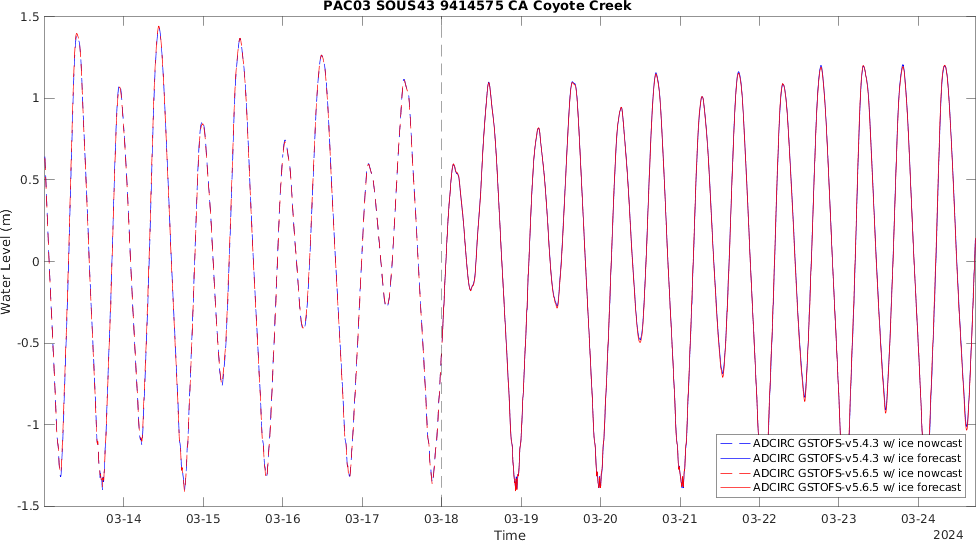 PAC03 SOUS43 9414575 CA Coyote Creek
Water Level (m)
1.5
1
0.5
0
-0.5
-1
-1.5
ADCIRC GSTOFS-v5.4.3 w/ ice nowcast
ADCIRC GSTOFS-v5.4.3 w/ ice forecast
ADCIRC GSTOFS-v5.6.5 w/ ice nowcast
ADCIRC GSTOFS-v5.6.5 w/ ice forecast
03-14 03-15 03-16 03-17 03-18 03-19 03-20 03-21 03-22 03-23 03-24
Time
2024